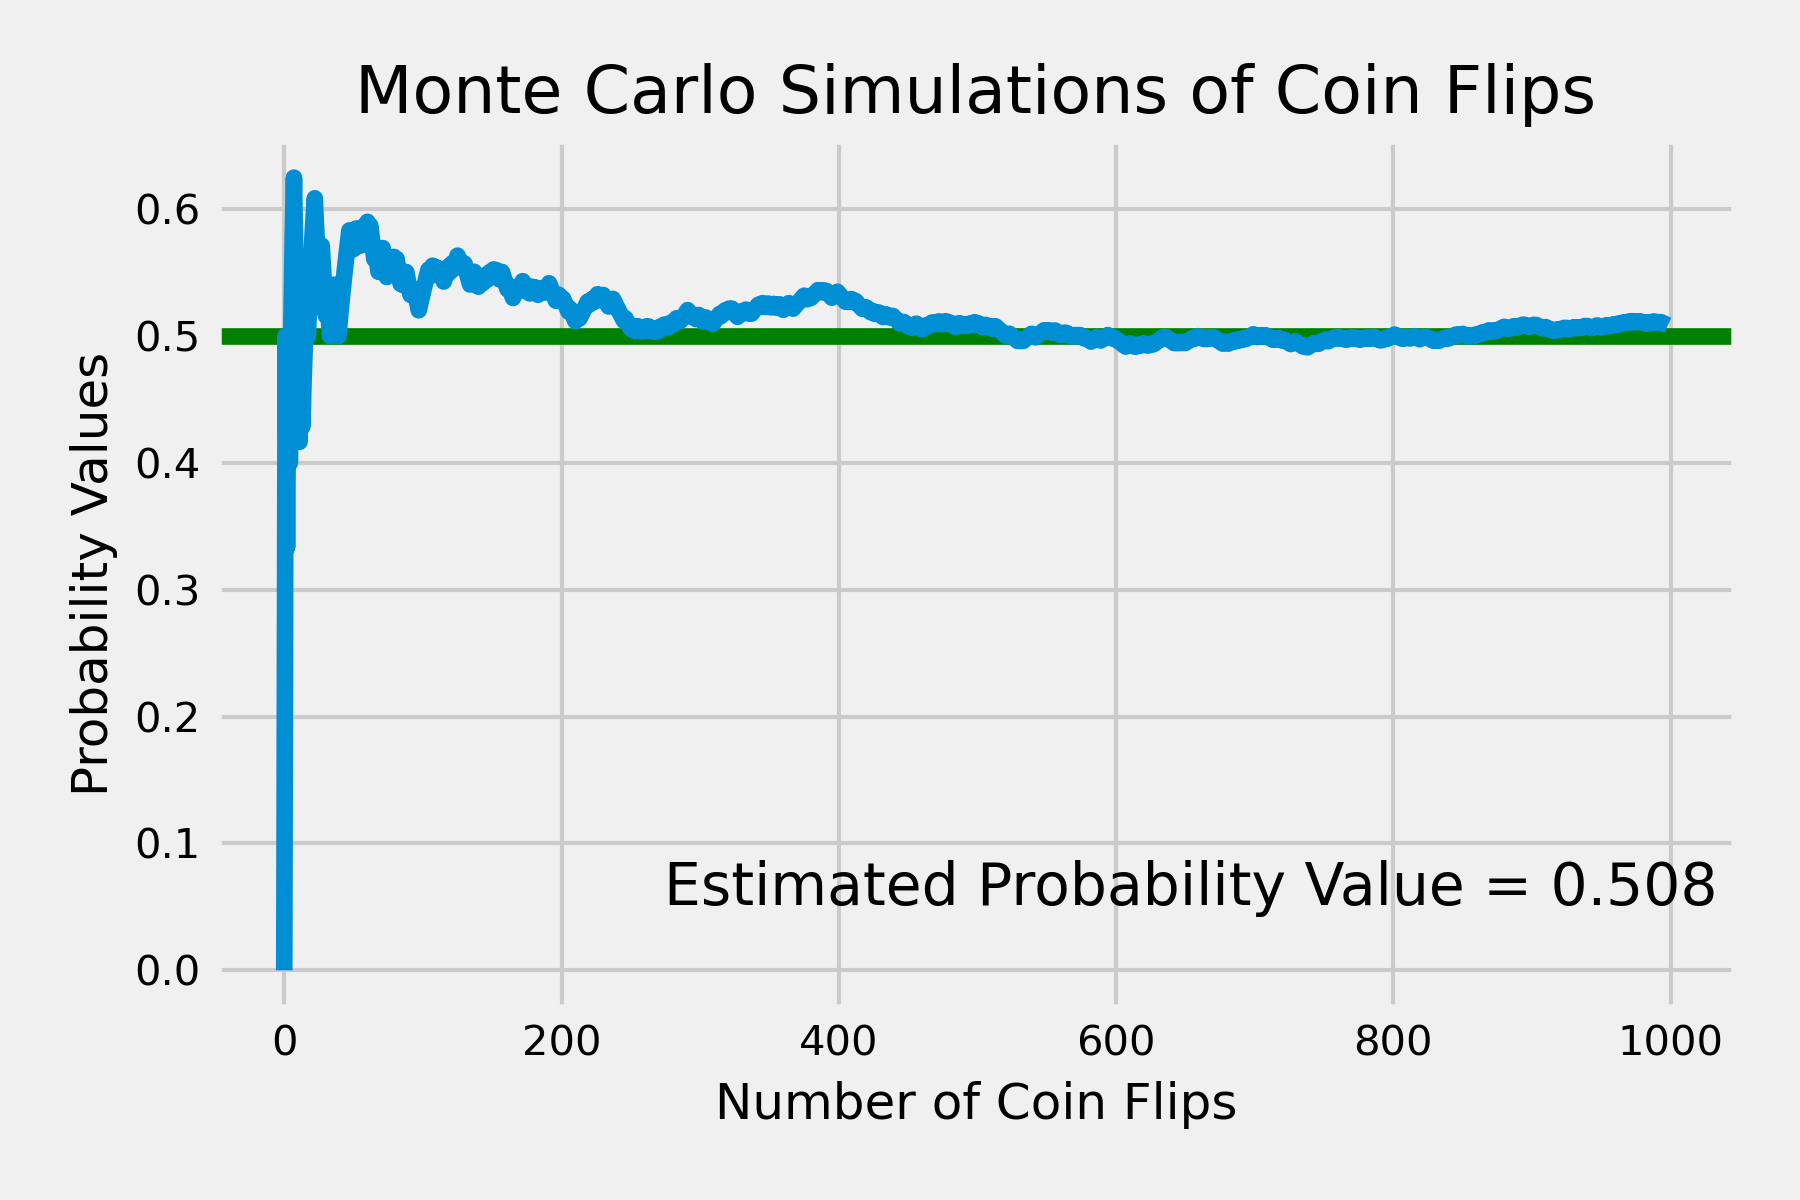 Monte Carlo Simulations of Coin Flips
0.6
0.5
0.4
0.3
0.2
0.1
0.0
Probability Values
Estimated Probability Value = 0.508
0 200 400 600 800 1000
Number of Coin Flips